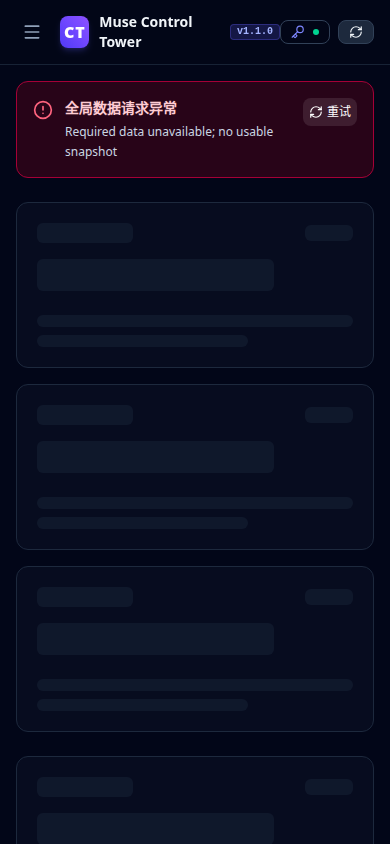 CT
Muse Control
Tower
v1.1.0
全局数据请求异常
Required data unavailable; no usable
snapshot
重试